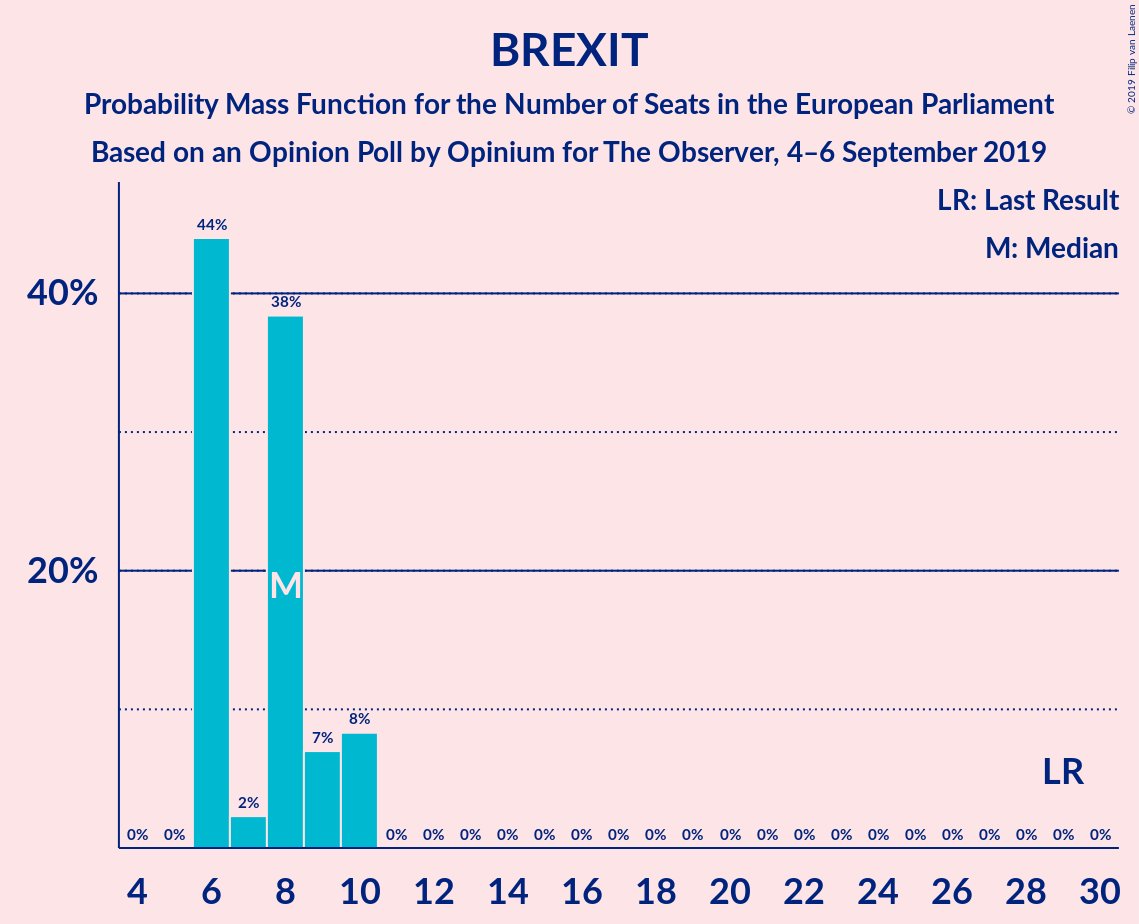 BREXIT
Probability Mass Function for the Number of Seats in the European Parliament
Based on an Opinion Poll by Opinium for The Observer, 4–6 September 2019
© 2019 Filip van Laenen
LR: Last Result
M: Median
44%
40%
38%
20%
M
8%
7%
LR
2%
0% 0% 0% 0% 0% 0% 0% 0% 0% 0% 0% 0% 0% 0% 0% 0% 0% 0% 0% 0% 0% 0%
4 6 8 10 12 14 16 18 20 22 24 26 28 30